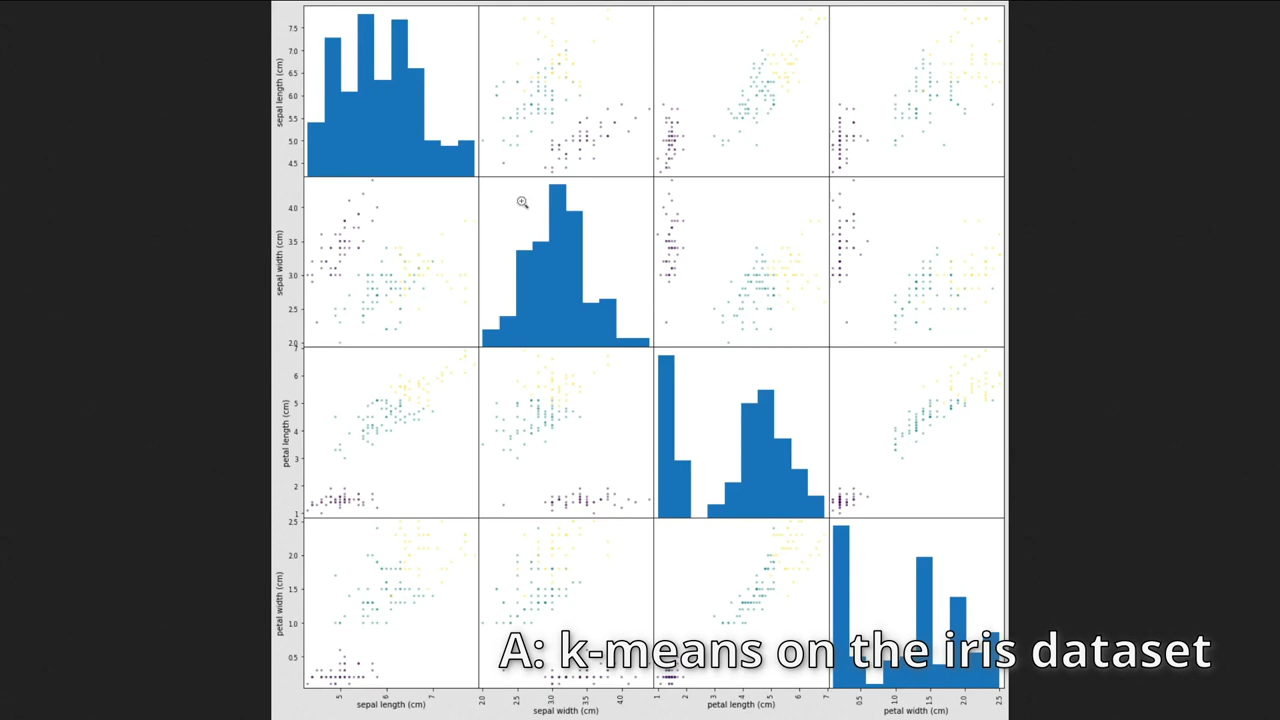 sepal length (cm)
7.5
7.0
6.5
6.0
5.5
5.0
4.5
sepal width (cm)
4.0
3.5
3.0
2.5
2.0
petal length (cm)
7
6
5
4
3
2
1
petal width (cm)
2.5
2.0
1.5
1.0
0.5
A: k-means on the iris dataset
5 6 7
2.0 2.5 3.0 3.5 4.0
1 2 3 4 5 6 7
0.5 1.0 1.5 2.0 2.5
sepal length (cm)
sepal width (cm)
petal length (cm)
petal width (cm)